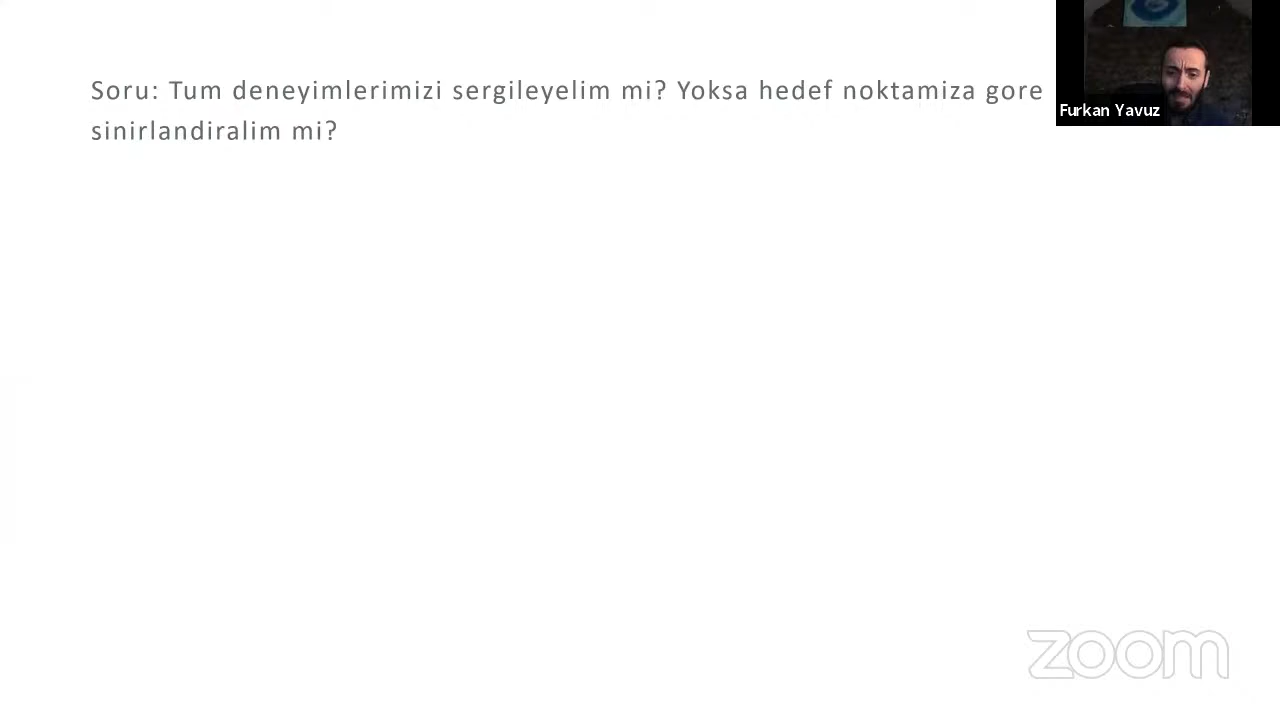 Soru: Tum deneyimlerimizi sergileyelim mi? Yoksa hedef noktamiza gore
sinirlandiralim mi?
Furkan Yavuz
zoom